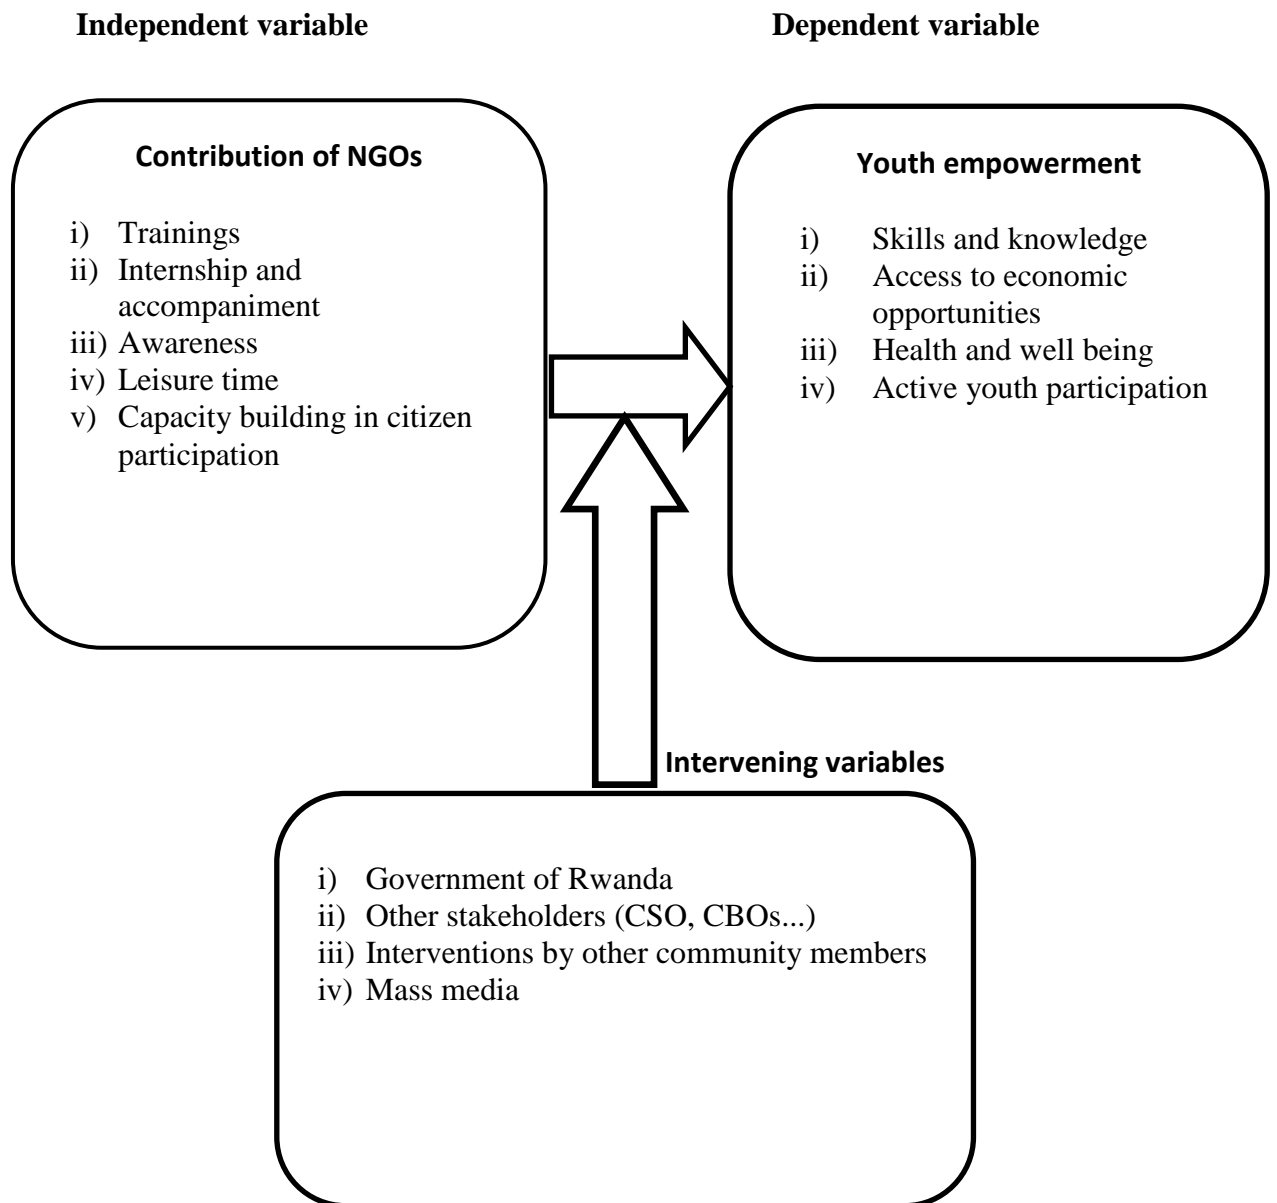 Independent variable
Dependent variable
Contribution of NGOs
i) Trainings
ii) Internship and
accompaniment
iii) Awareness
iv) Leisure time
v) Capacity building in citizen
participation
Youth empowerment
i) Skills and knowledge
ii) Access to economic
opportunities
iii) Health and well being
iv) Active youth participation
Intervening variables
i) Government of Rwanda
ii) Other stakeholders (CSO, CBOs...)
iii) Interventions by other community members
iv) Mass media